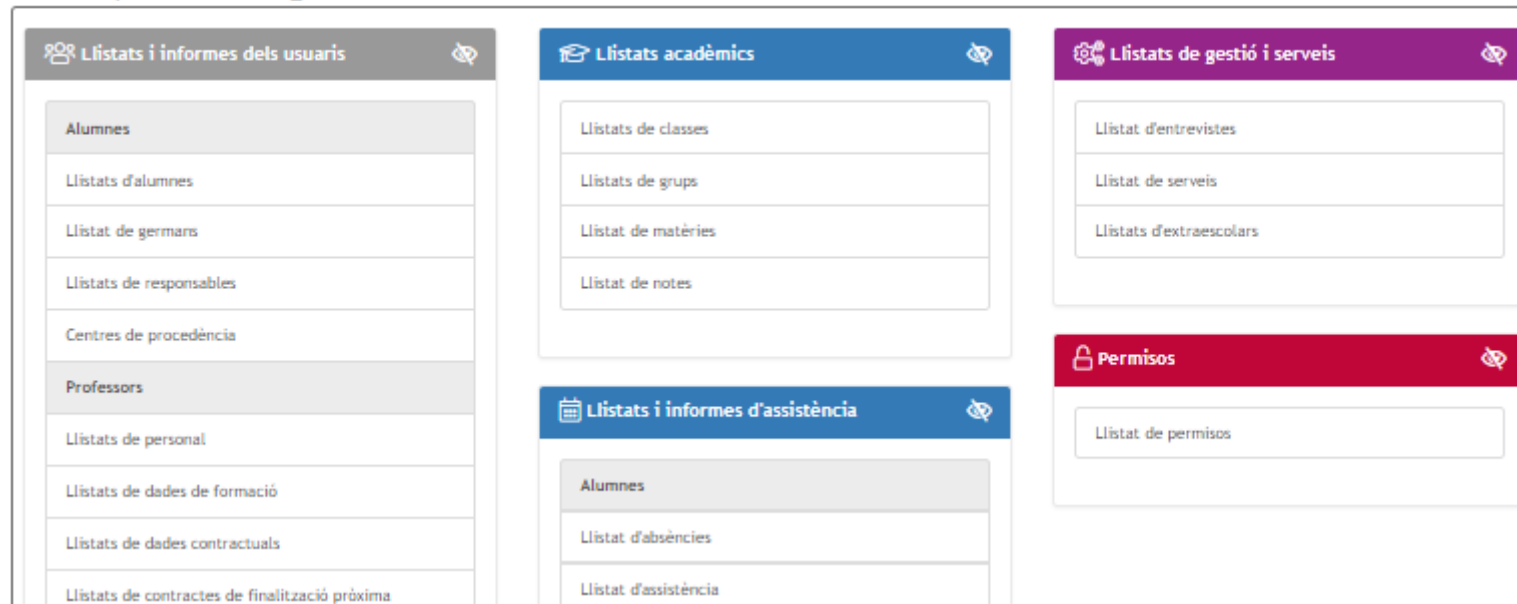 Llistats i informes dels usuaris
Alumnes
Llistats d'alumnes
Llistat de germans
Llistats de responsables
Centres de procedència
Professors
Llistats de personal
Llistats de dades de formació
Llistats de dades contractuals
Llistats de contractes de finalització pròxima
Llistats acadèmics
Llistats de classes
Llistats de grups
Llistat de matèries
Llistat de notes
Llistats i informes d'assistència
Alumnes
Llistat d'absències
Llistat d'assistència
Llistats de gestió i serveis
Llistat d'entrevistes
Llistat de serveis
Llistats d'extraescolars
Permisos
Llistat de permisos